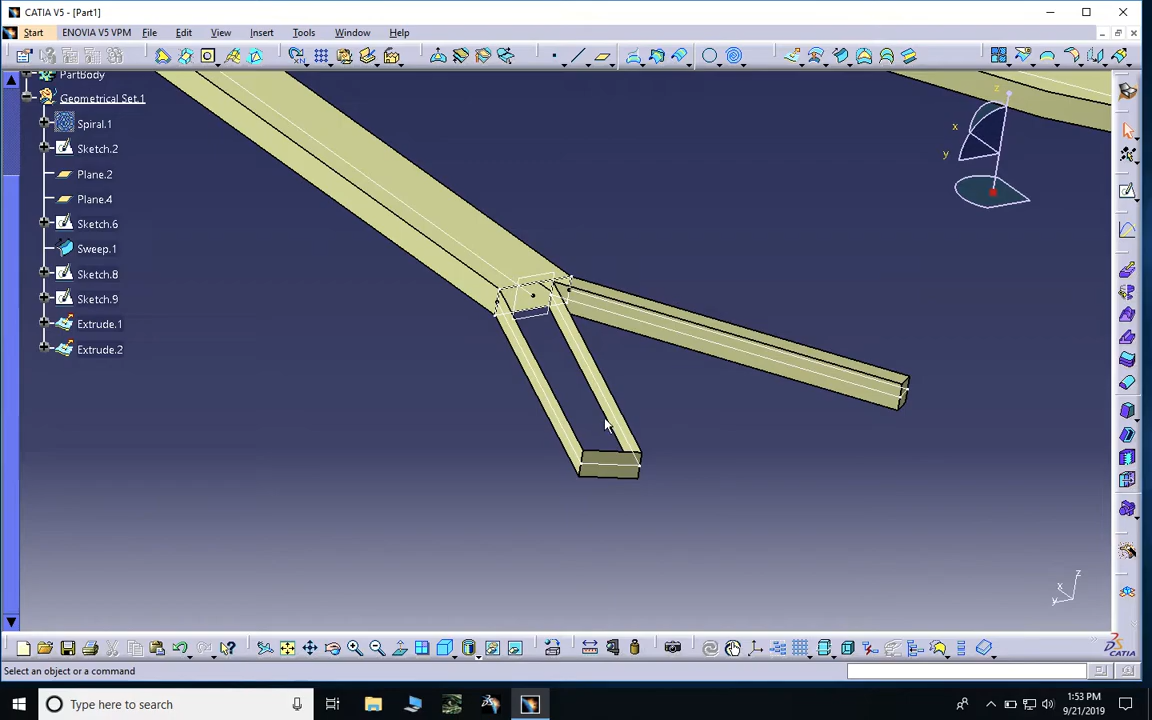 CATIA V5 - [Part1]
Start ENOVIA V5 VPM File Edit View Insert Tools Window Help
PartBody
Geometrical Set.1
Spiral.1
Sketch.2
Plane.2
Plane.4
Sketch.6
Sweep.1
Sketch.8
Sketch.9
Extrude.1
Extrude.2
z
x
y
z
x
y
CATIA
Select an object or a command
Type here to search
1:53 PM
9/21/2019